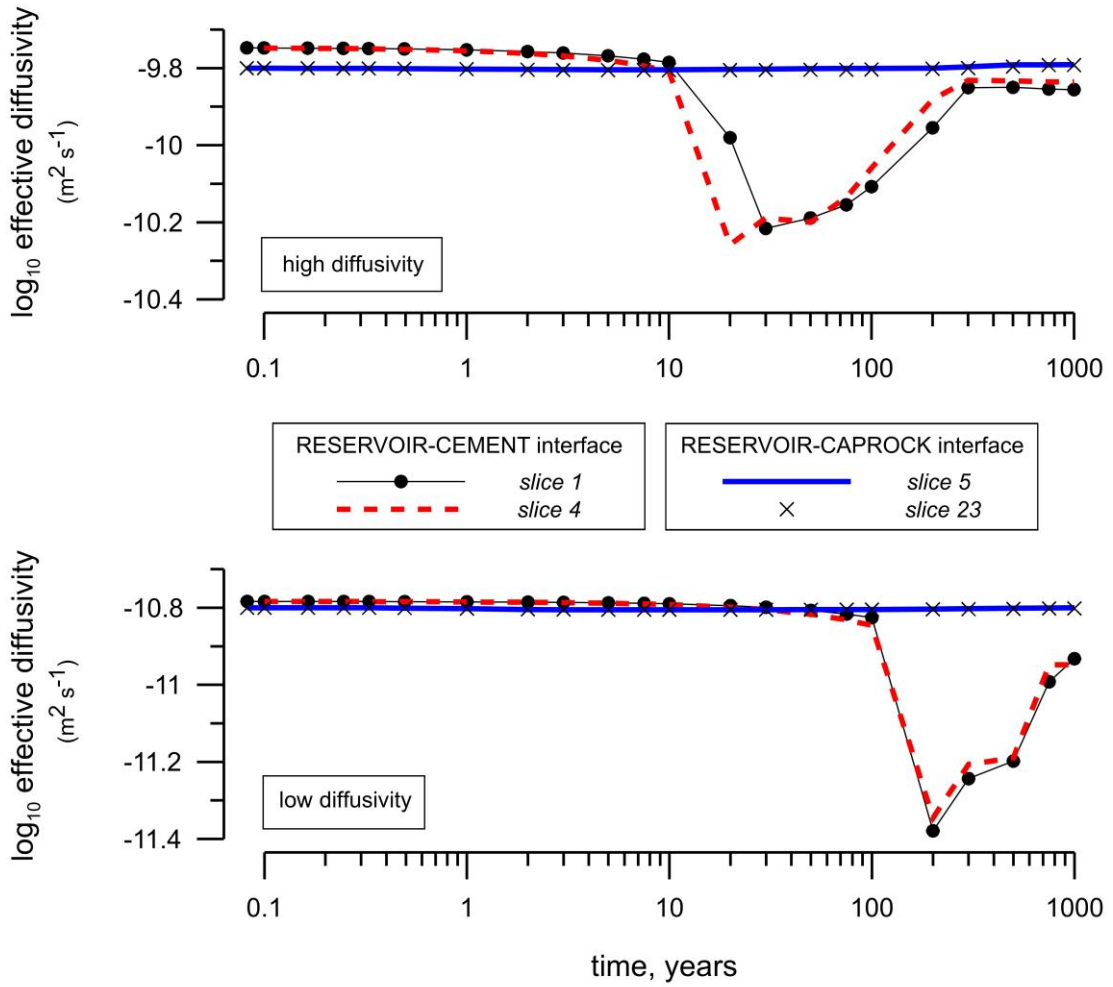 log10 effective diffusivity
(m2 s-1)
-9.8
-10
-10.2
-10.4
high diffusivity
0.1 1 10 100 1000
RESERVOIR-CEMENT interface
slice 1
slice 4
RESERVOIR-CAPROCK interface
slice 5
slice 23
log10 effective diffusivity
(m2 s-1)
-10.8
-11
-11.2
-11.4
low diffusivity
0.1 1 10 100 1000
time, years